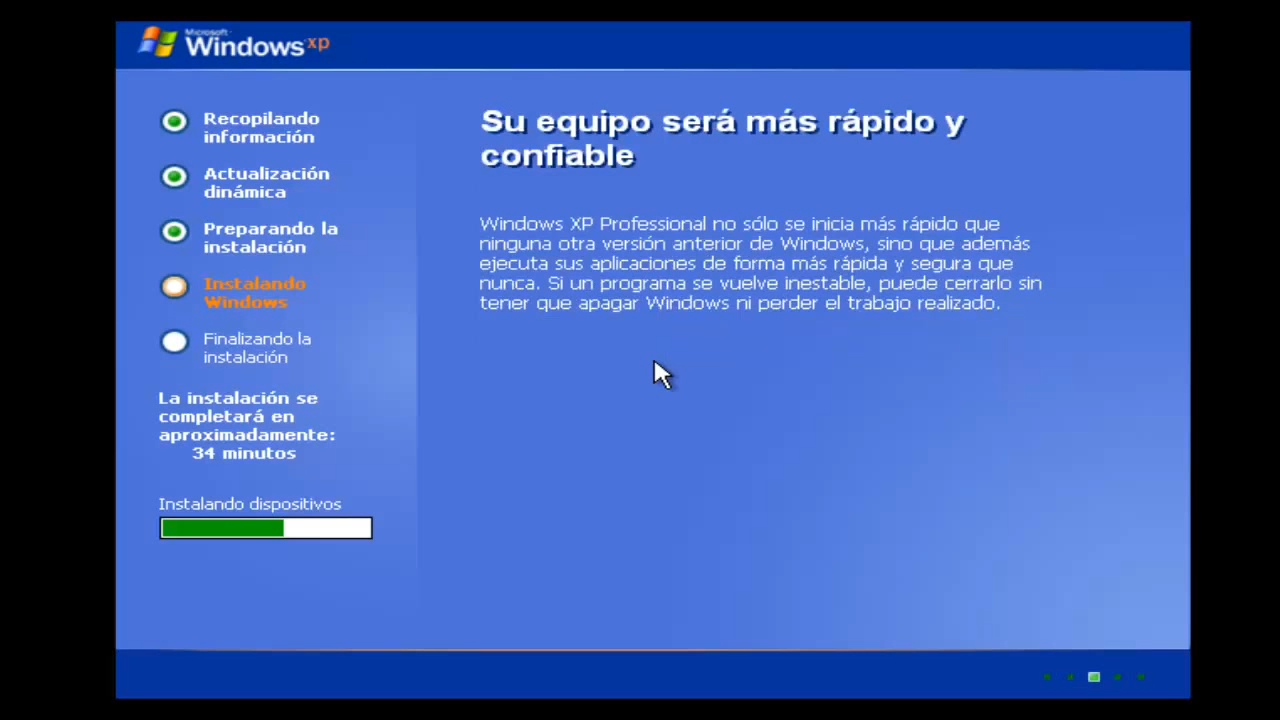 Microsoft
Windows xp
Recopilando
información
Actualización
dinámica
Preparando la
instalación
Instalando
Windows
Finalizando la
instalación
La instalación se
completará en
aproximadamente:
34 minutos
Instalando dispositivos
Su equipo será más rápido y
confiable
Windows XP Professional no sólo se inicia más rápido que
ninguna otra versión anterior de Windows, sino que además
ejecuta sus aplicaciones de forma más rápida y segura que
nunca. Si un programa se vuelve inestable, puede cerrarlo sin
tener que apagar Windows ni perder el trabajo realizado.